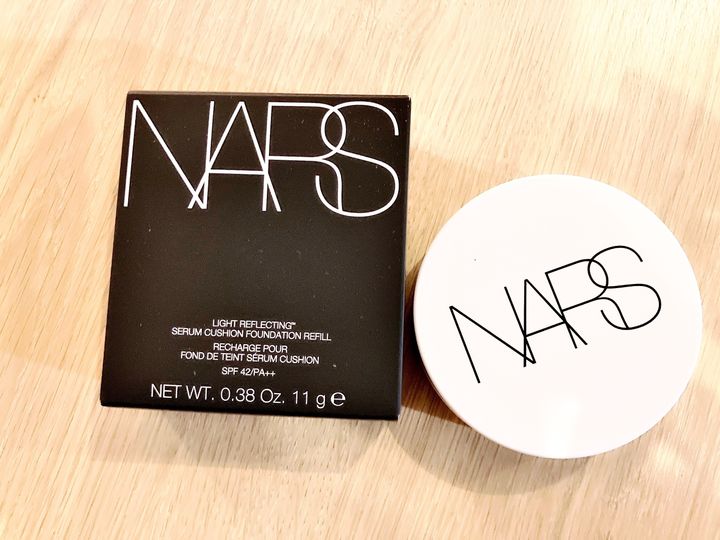 NARS
LIGHT REFLECTING™
SERUM CUSHION FOUNDATION REFILL
RECHARGE POUR
FOND DE TEINT SÉRUM CUSHION
SPF 42/PA++
NET WT. 0.38 Oz. 11 g ℮
NARS